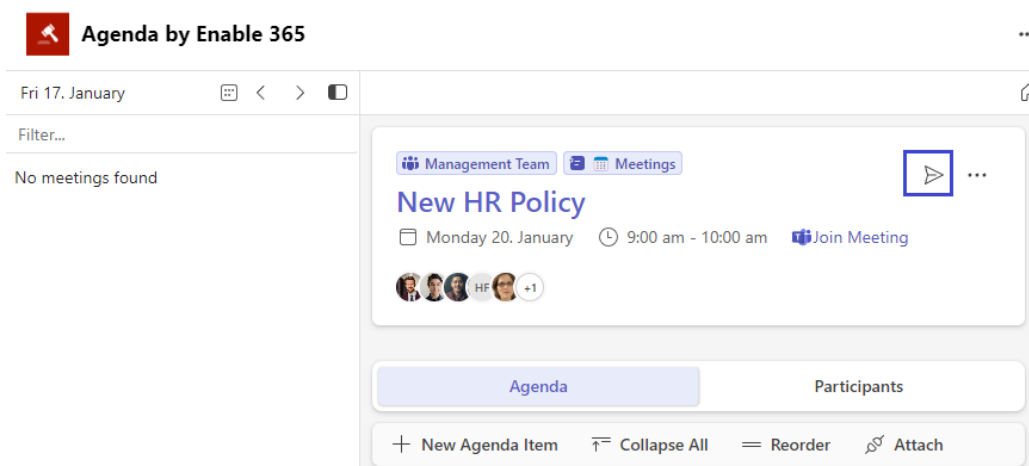 Agenda by Enable 365
Fri 17. January
Filter...
No meetings found
Management Team Meetings
New HR Policy
Monday 20. January 9:00 am - 10:00 am Join Meeting
HF +1
Agenda Participants
New Agenda Item Collapse All Reorder Attach